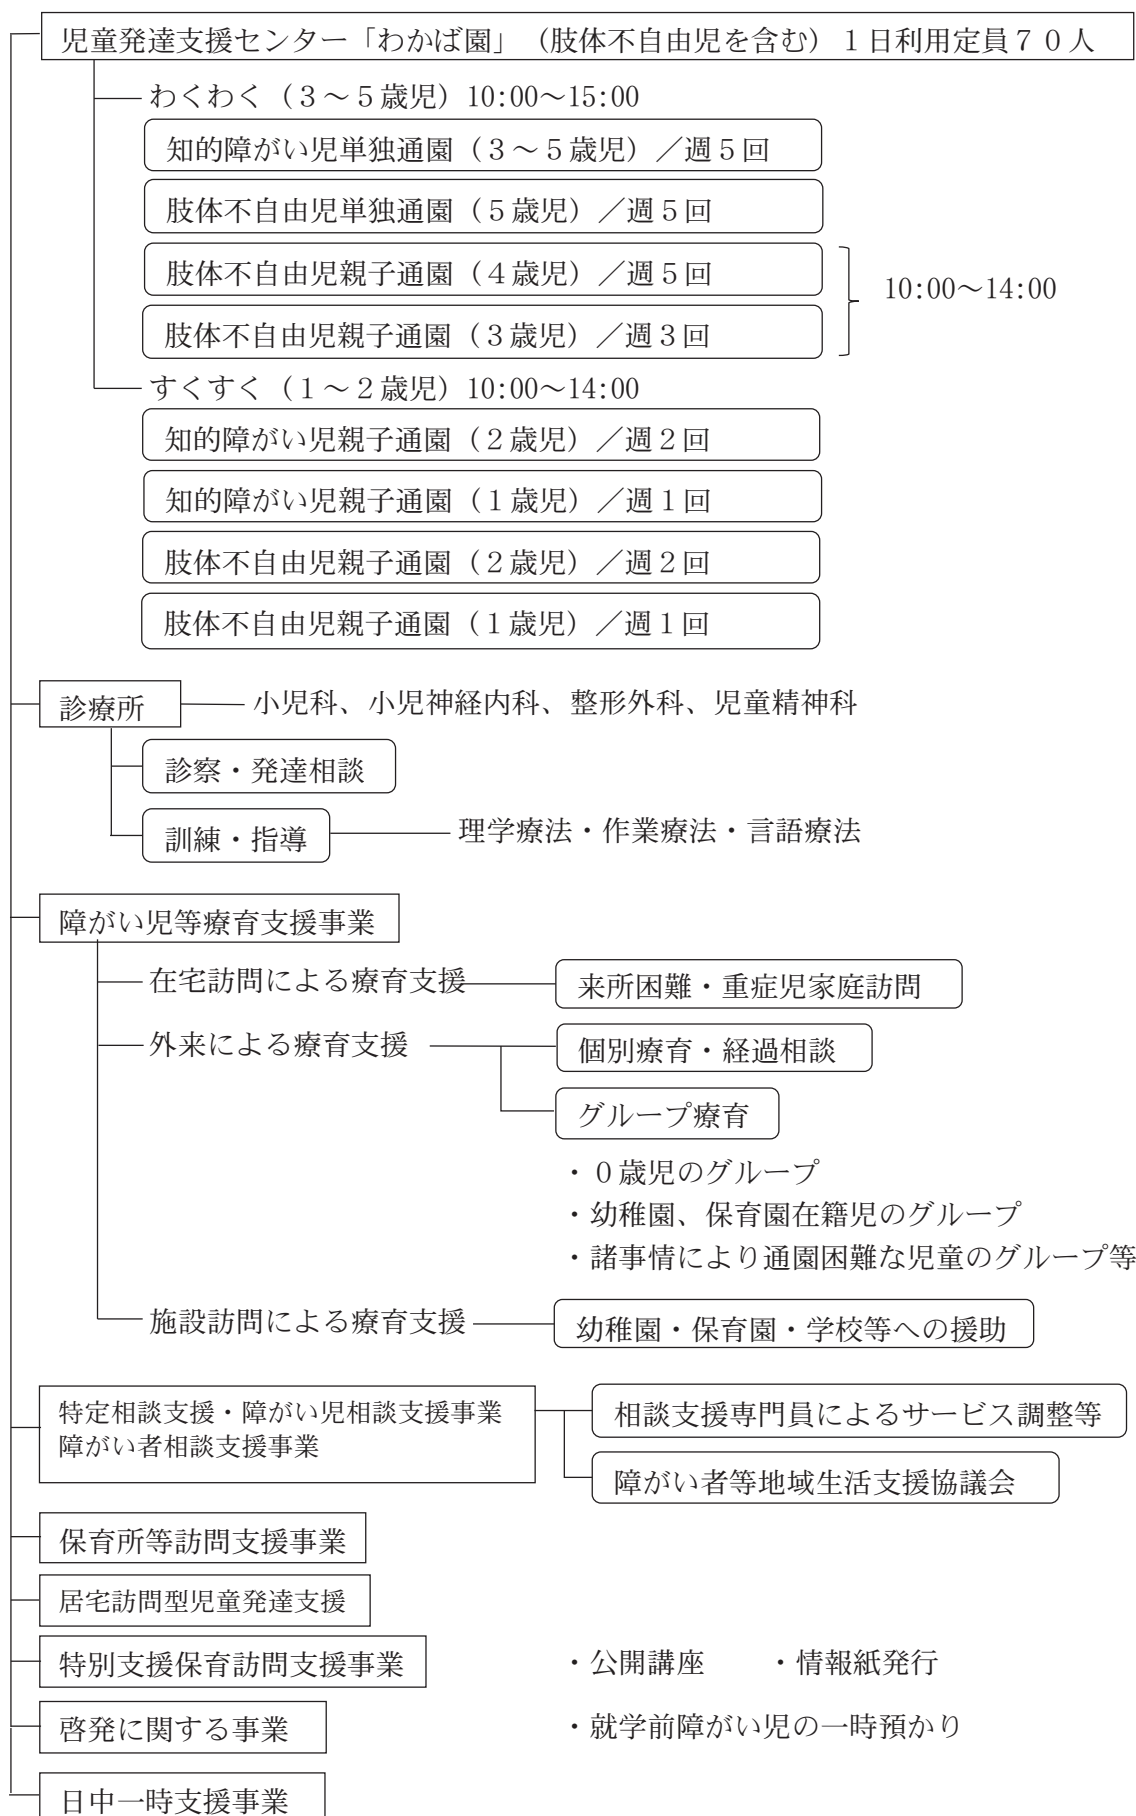 児童発達支援センター「わかば園」（肢体不自由児を含む）１日利用定員７０人
わくわく（３～５歳児）10:00～15:00
知的障がい児単独通園（３～５歳児）／週５回
肢体不自由児単独通園（５歳児）／週５回
肢体不自由児親子通園（４歳児）／週５回
10:00～14:00
肢体不自由児親子通園（３歳児）／週３回
すくすく（１～２歳児）10:00～14:00
知的障がい児親子通園（２歳児）／週２回
知的障がい児親子通園（１歳児）／週１回
肢体不自由児親子通園（２歳児）／週２回
肢体不自由児親子通園（１歳児）／週１回
診療所 小児科、小児神経内科、整形外科、児童精神科
診察・発達相談
訓練・指導 理学療法・作業療法・言語療法
障がい児等療育支援事業
在宅訪問による療育支援 来所困難・重症児家庭訪問
外来による療育支援 個別療育・経過相談
グループ療育
・０歳児のグループ
・幼稚園、保育園在籍児のグループ
・諸事情により通園困難な児童のグループ等
施設訪問による療育支援 幼稚園・保育園・学校等への援助
特定相談支援・障がい児相談支援事業
障がい者相談支援事業
相談支援専門員によるサービス調整等
障がい者等地域生活支援協議会
保育所等訪問支援事業
居宅訪問型児童発達支援
特別支援保育訪問支援事業 ・公開講座 ・情報紙発行
啓発に関する事業 ・就学前障がい児の一時預かり
日中一時支援事業